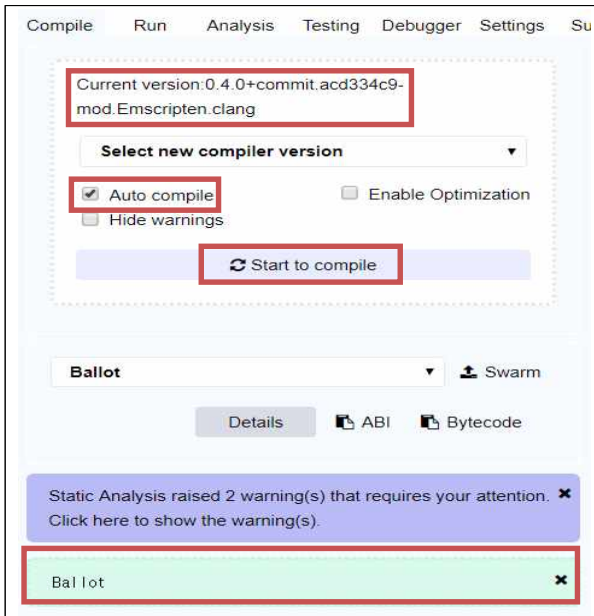 Compile Run Analysis Testing Debugger Settings Su
Current version:0.4.0+commit.acd334c9-
mod.Emscripten.clang
Select new compiler version
Auto compile Enable Optimization
Hide warnings
Start to compile
Ballot Swarm
Details ABI Bytecode
Static Analysis raised 2 warning(s) that requires your attention.
Click here to show the warning(s).
Ballot